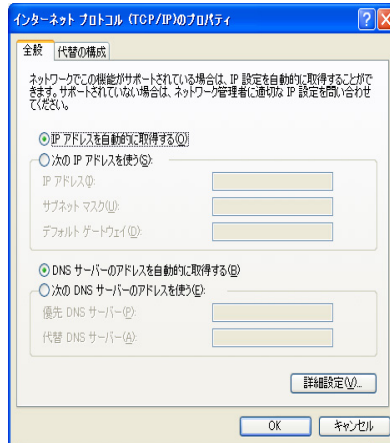 インターネット プロトコル (TCP/IP)のプロパティ
全般 代替の構成
ネットワークでこの機能がサポートされている場合は、IP 設定を自動的に取得することがで
きます。サポートされていない場合は、ネットワーク管理者に適切な IP 設定を問い合わせ
てください。
IP アドレスを自動的に取得する(O)
次の IP アドレスを使う(S):
IP アドレス(I):
サブネット マスク(U):
デフォルト ゲートウェイ(D):
DNS サーバーのアドレスを自動的に取得する(B)
次の DNS サーバーのアドレスを使う(E):
優先 DNS サーバー(P):
代替 DNS サーバー(A):
詳細設定(V)...
OK キャンセル